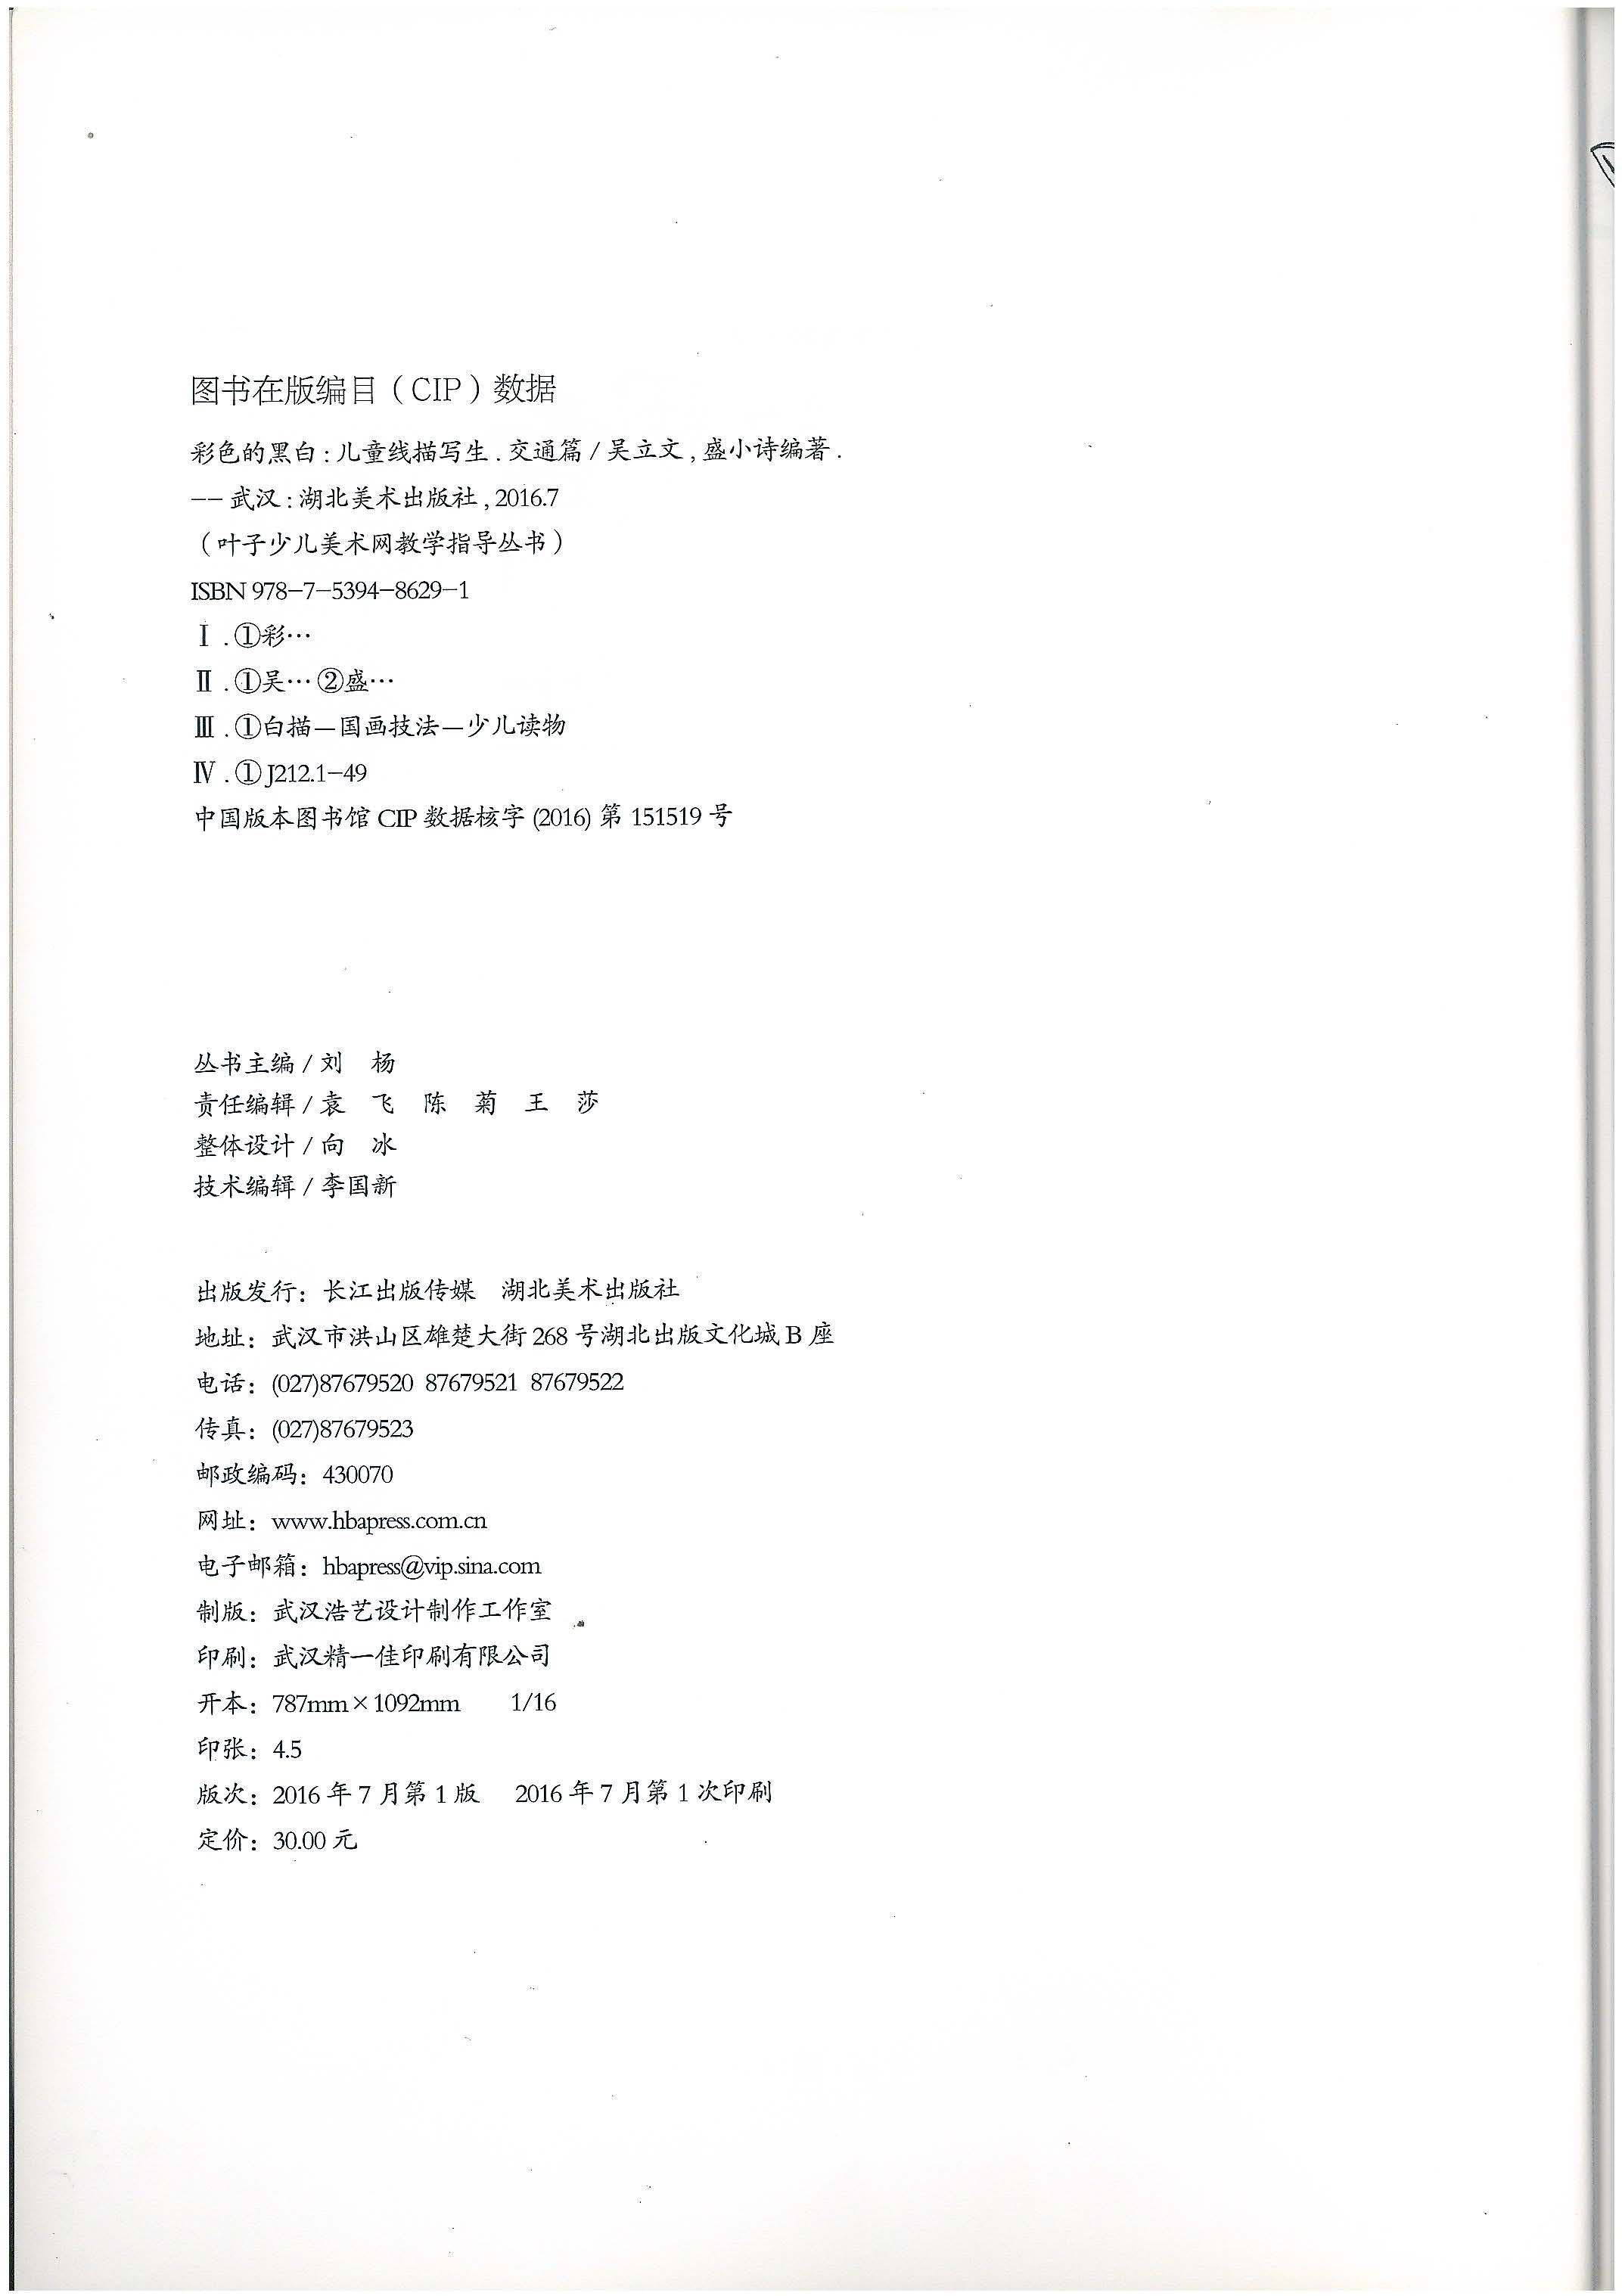 图书在版编目（CIP）数据
彩色的黑白：儿童线描写生．交通篇 / 吴立文，盛小诗编著．
—— 武汉：湖北美术出版社，2016.7
（叶子少儿美术网教学指导丛书）
ISBN 978-7-5394-8629-1
Ⅰ．①彩…
Ⅱ．①吴…②盛…
Ⅲ．①白描—国画技法—少儿读物
Ⅳ．①J212.1-49
中国版本图书馆 CIP 数据核字 (2016) 第 151519 号
丛书主编 / 刘　杨
责任编辑 / 袁　飞　陈　菊　王　莎
整体设计 / 向　冰
技术编辑 / 李国新
出版发行：长江出版传媒　湖北美术出版社
地址：武汉市洪山区雄楚大街 268 号湖北出版文化城 B 座
电话：(027)87679520 87679521 87679522
传真：(027)87679523
邮政编码：430070
网址：www.hbapress.com.cn
电子邮箱：hbapress@vip.sina.com
制版：武汉浩艺设计制作工作室
印刷：武汉精一佳印刷有限公司
开本：787mm×1092mm　1/16
印张：4.5
版次：2016 年 7 月第 1 版　2016 年 7 月第 1 次印刷
定价：30.00 元